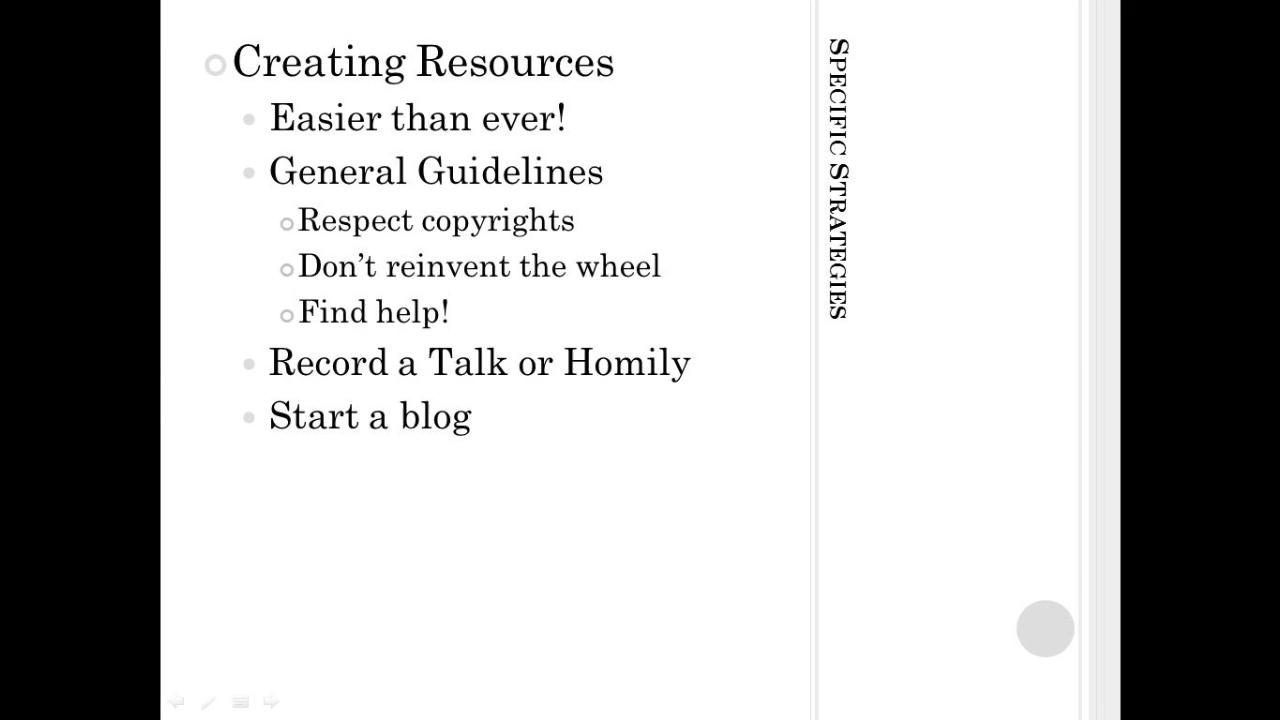 Creating Resources
Easier than ever!
General Guidelines
Respect copyrights
Don’t reinvent the wheel
Find help!
Record a Talk or Homily
Start a blog
SPECIFIC STRATEGIES